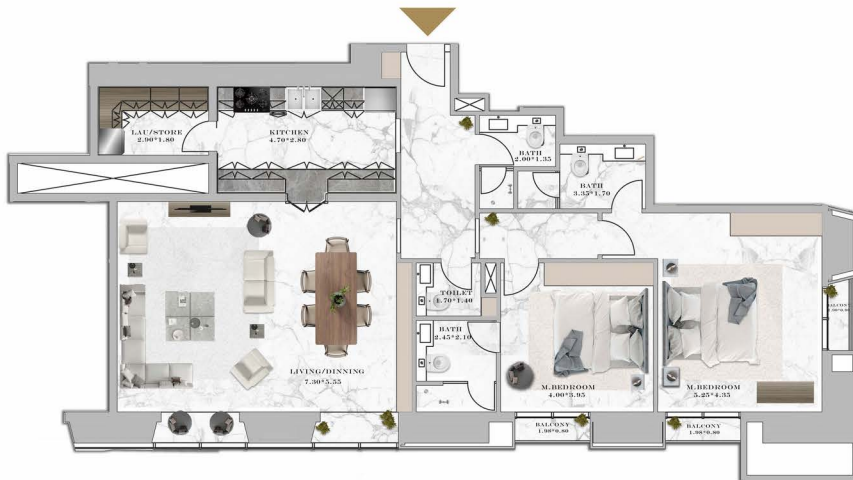 LAU/STORE
2.90*1.80
KITCHEN
4.70*2.80
BATH
2.00*1.35
BATH
3.35*1.70
TOILET
1.70*1.40
BATH
2.45*2.10
LIVING/DINNING
7.30*5.55
M.BEDROOM
4.00*3.95
M.BEDROOM
5.25*4.35
BALCONY
1.98*0.80
BALCONY
1.98*0.80
BALCONY